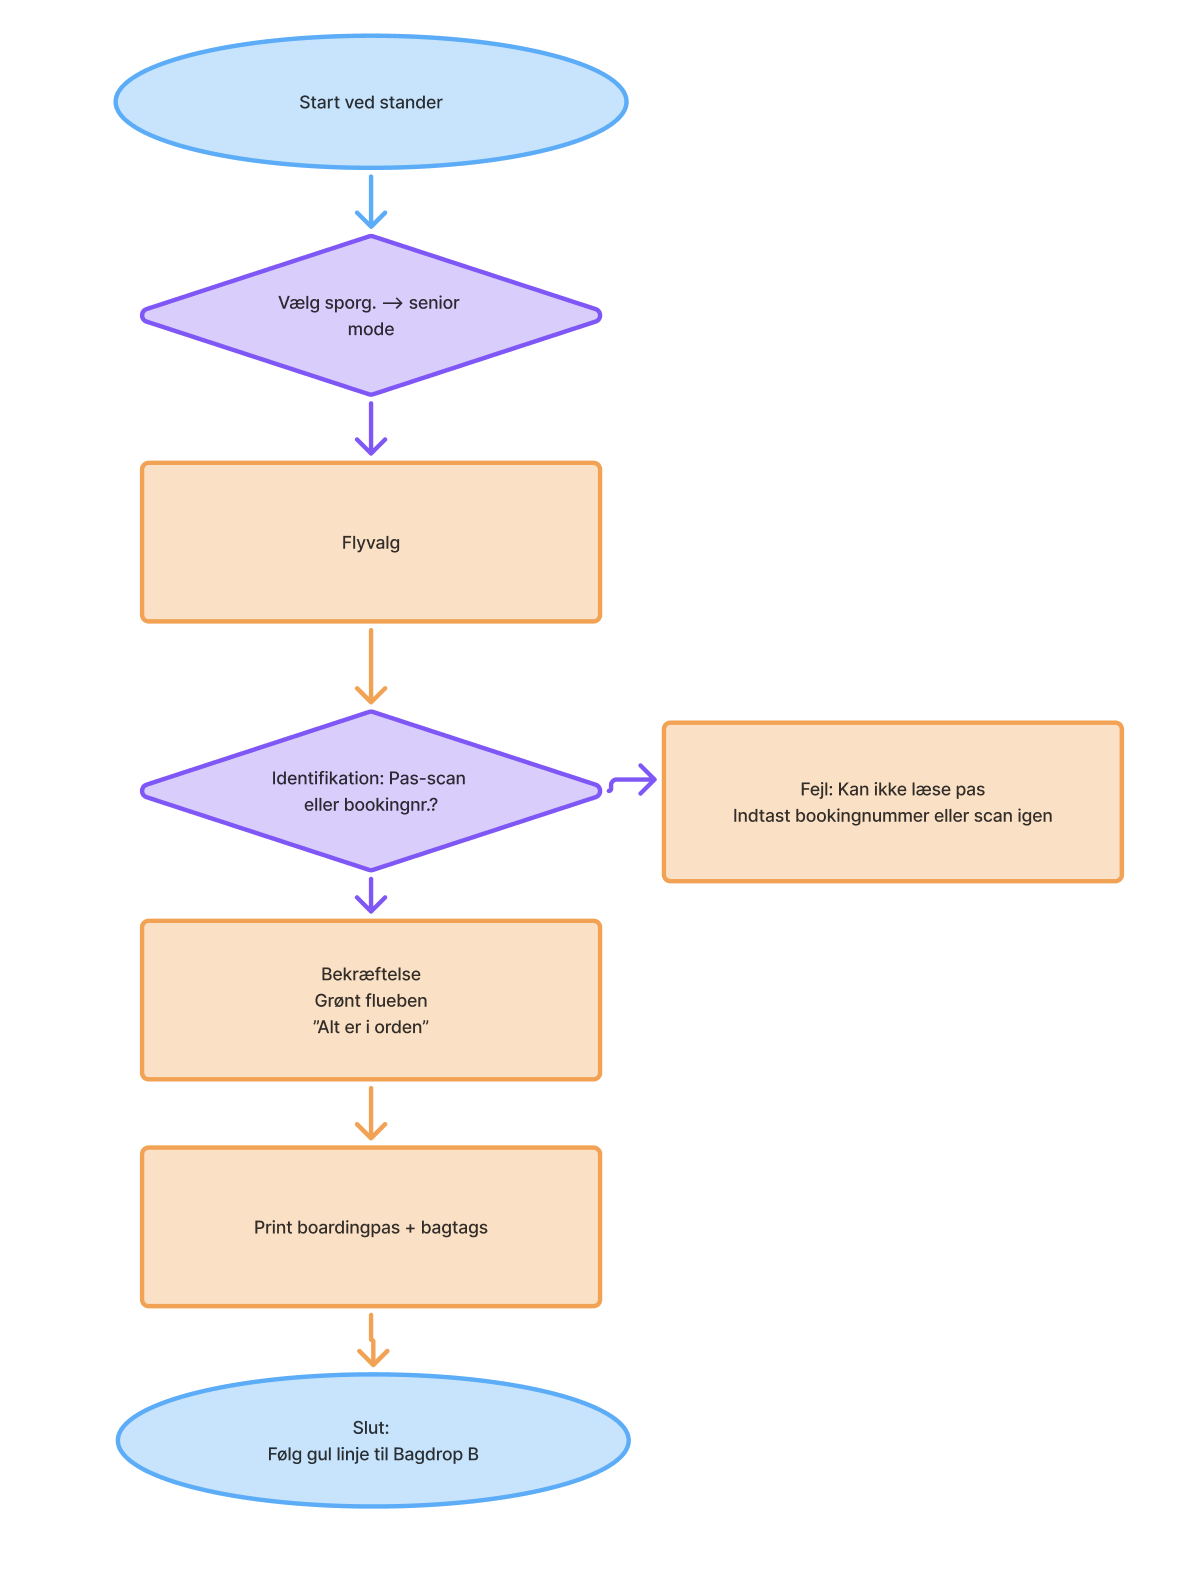 Start ved stander
Vælg sporg. → senior
mode
Flyvalg
Identifikation: Pas-scan
eller bookingnr.?
Fejl: Kan ikke læse pas
Indtast bookingnummer eller scan igen
Bekræftelse
Grønt flueben
”Alt er i orden”
Print boardingpas + bagtags
Slut:
Følg gul linje til Bagdrop B